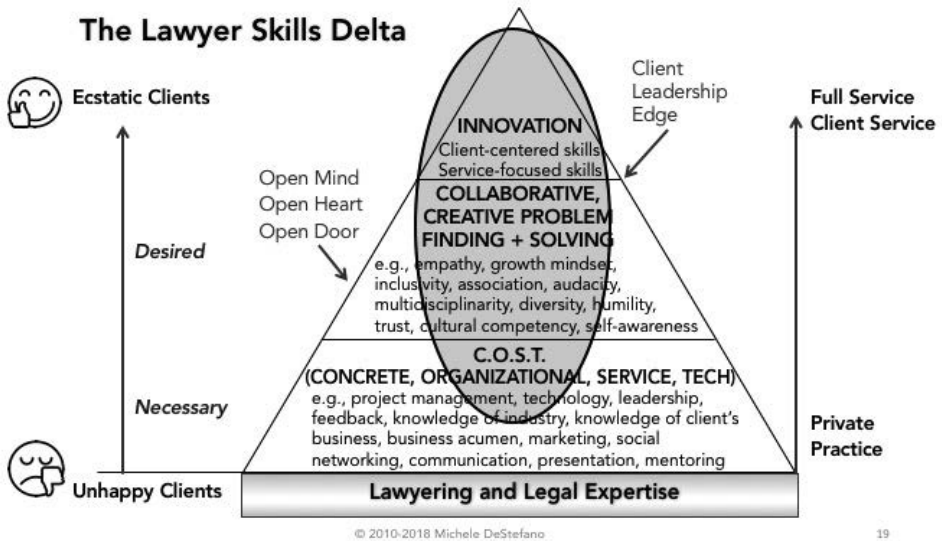 The Lawyer Skills Delta
Ecstatic Clients
Desired
Necessary
Unhappy Clients
Open Mind
Open Heart
Open Door
Client
Leadership
Edge
INNOVATION
Client-centered skills
Service-focused skills
COLLABORATIVE,
CREATIVE PROBLEM
FINDING + SOLVING
e.g., empathy, growth mindset,
inclusivity, association, audacity,
multidisciplinarity, diversity, humility,
trust, cultural competency, self-awareness
C.O.S.T.
(CONCRETE, ORGANIZATIONAL, SERVICE, TECH)
e.g., project management, technology, leadership,
feedback, knowledge of industry, knowledge of client's
business, business acumen, marketing, social
networking, communication, presentation, mentoring
Lawyering and Legal Expertise
Full Service
Client Service
Private
Practice
© 2010-2018 Michele DeStefano
19